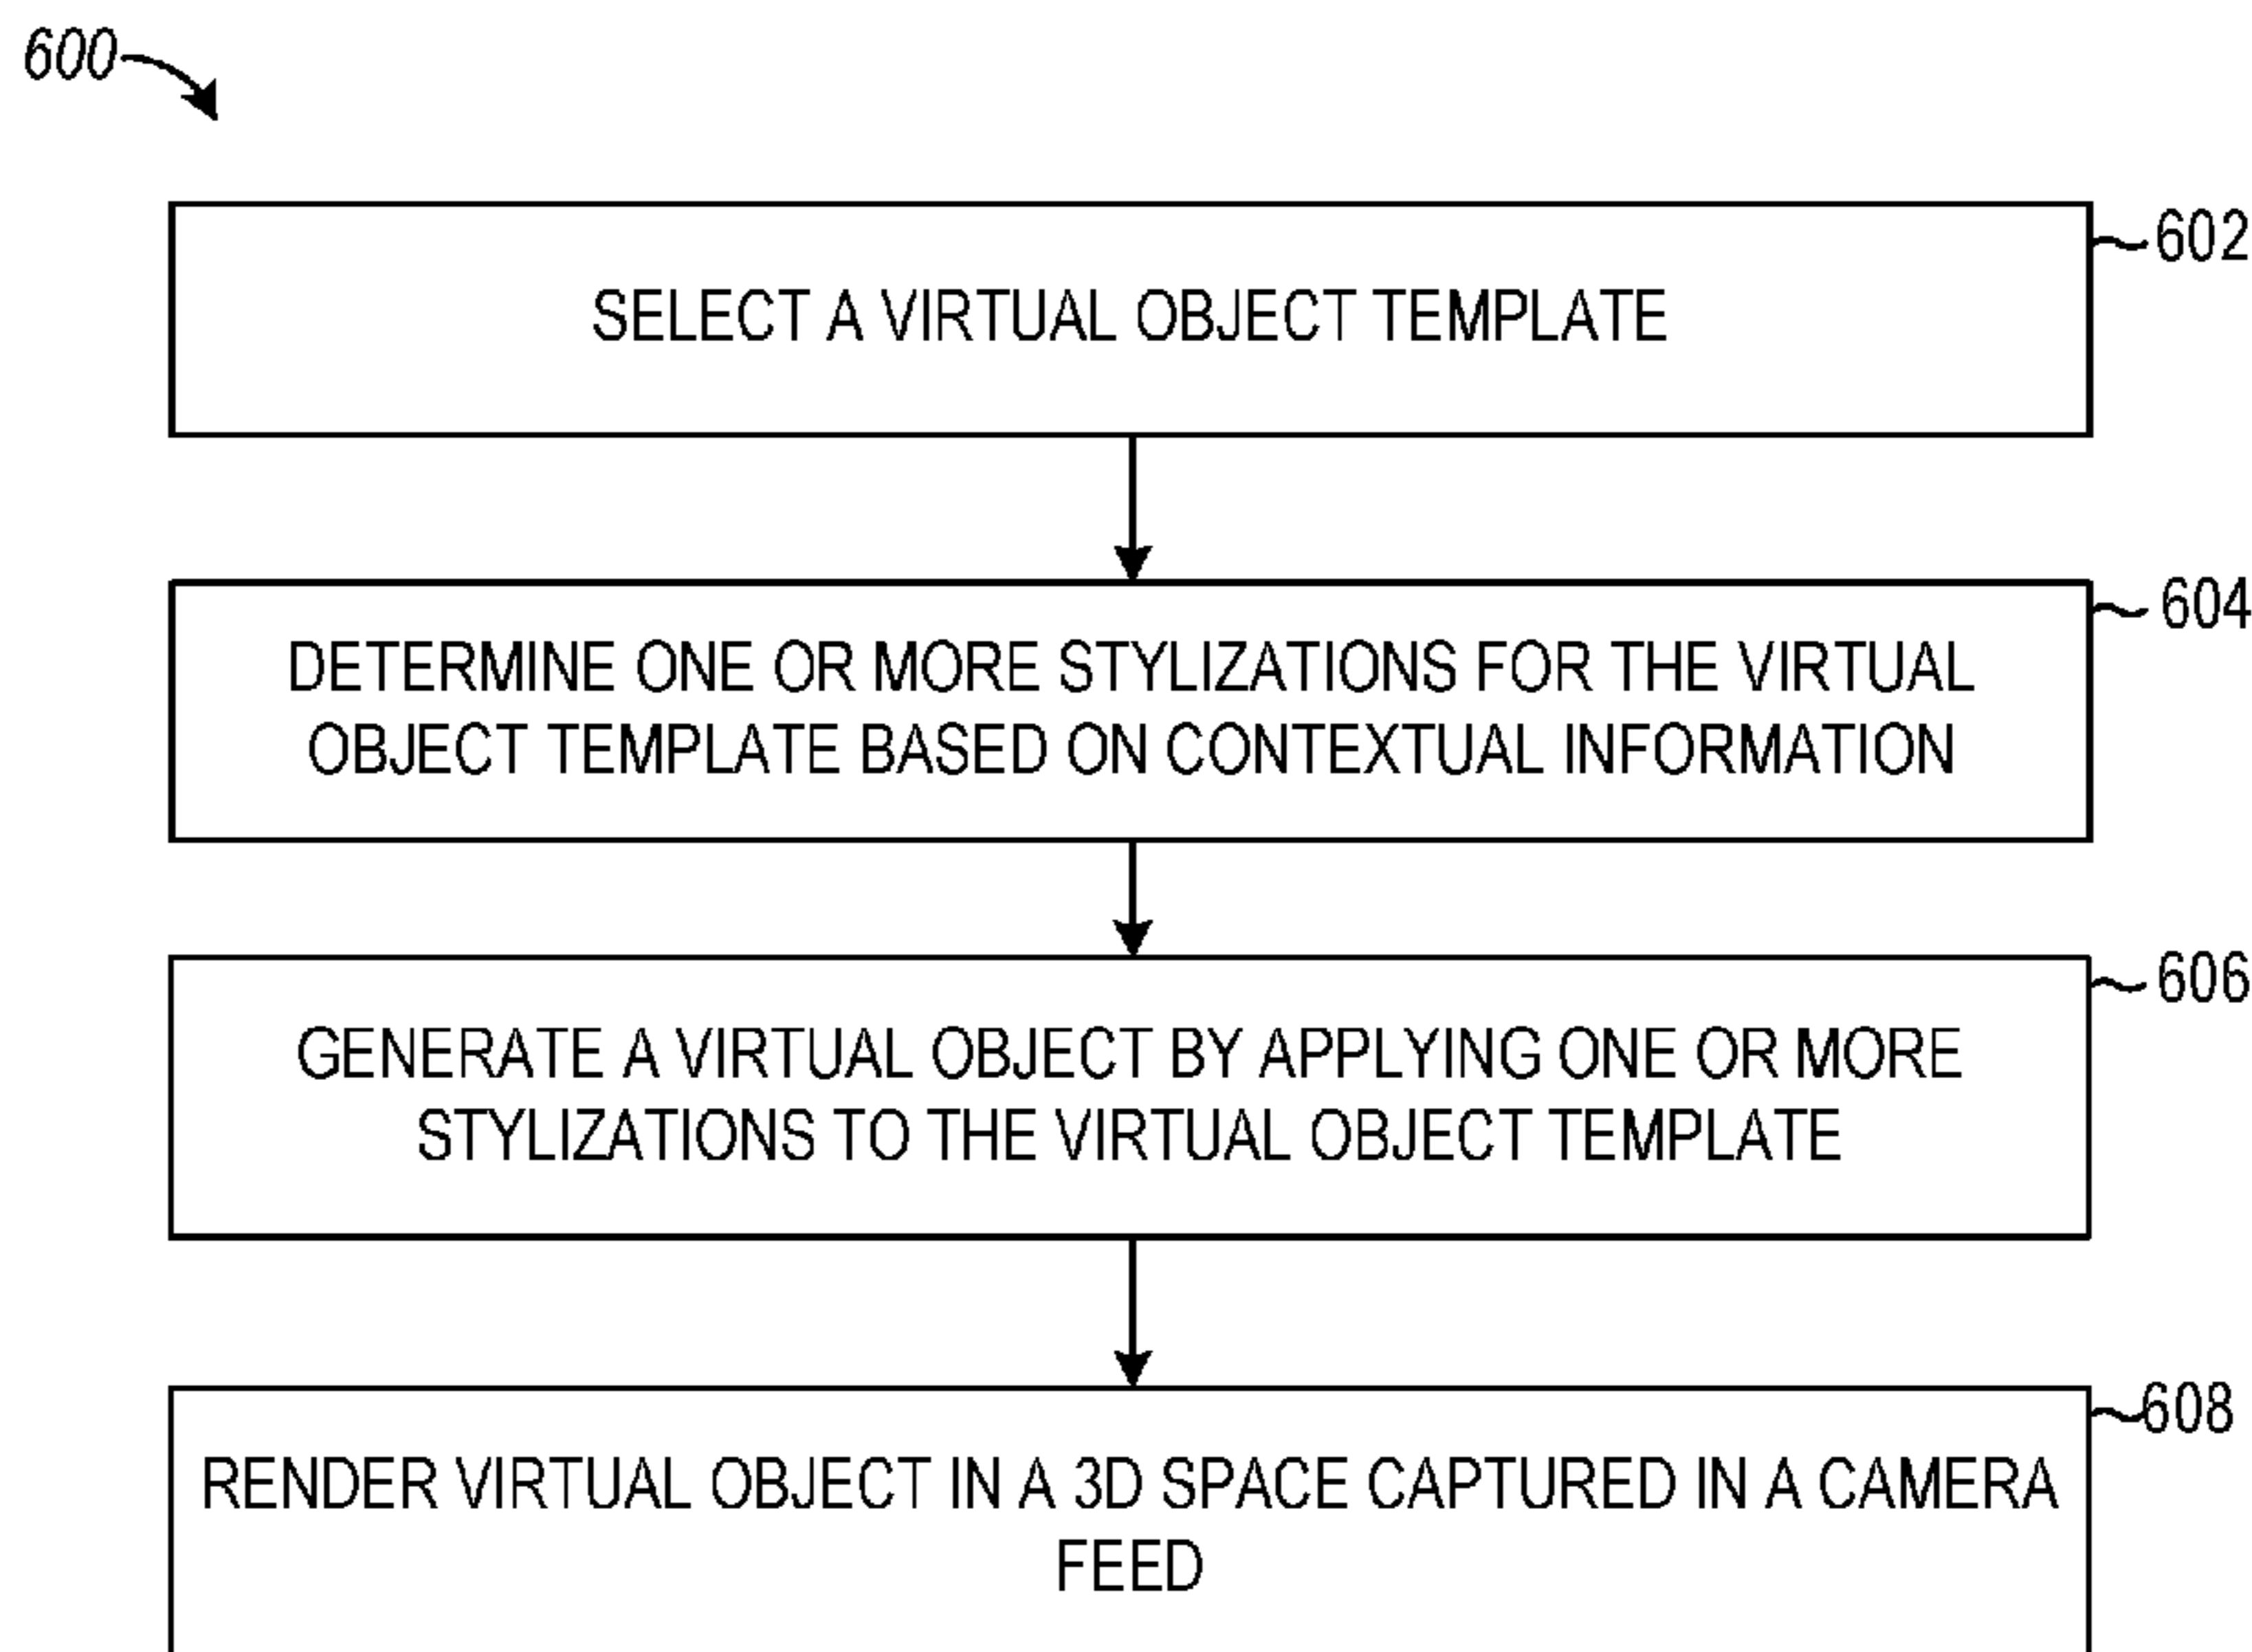 600
602
SELECT A VIRTUAL OBJECT TEMPLATE
604
DETERMINE ONE OR MORE STYLIZATIONS FOR THE VIRTUAL
OBJECT TEMPLATE BASED ON CONTEXTUAL INFORMATION
606
GENERATE A VIRTUAL OBJECT BY APPLYING ONE OR MORE
STYLIZATIONS TO THE VIRTUAL OBJECT TEMPLATE
608
RENDER VIRTUAL OBJECT IN A 3D SPACE CAPTURED IN A CAMERA
FEED